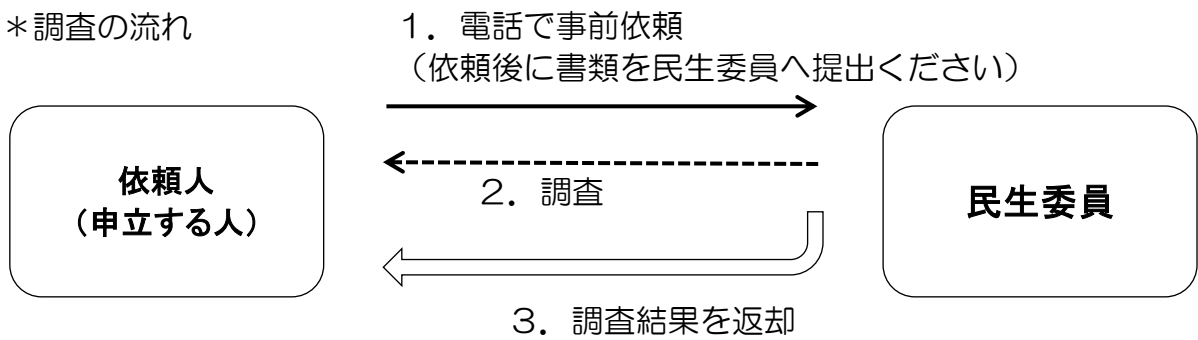 ＊調査の流れ
１．電話で事前依頼
（依頼後に書類を民生委員へ提出ください）
依頼人
（申立する人）
２．調査
民生委員
３．調査結果を返却